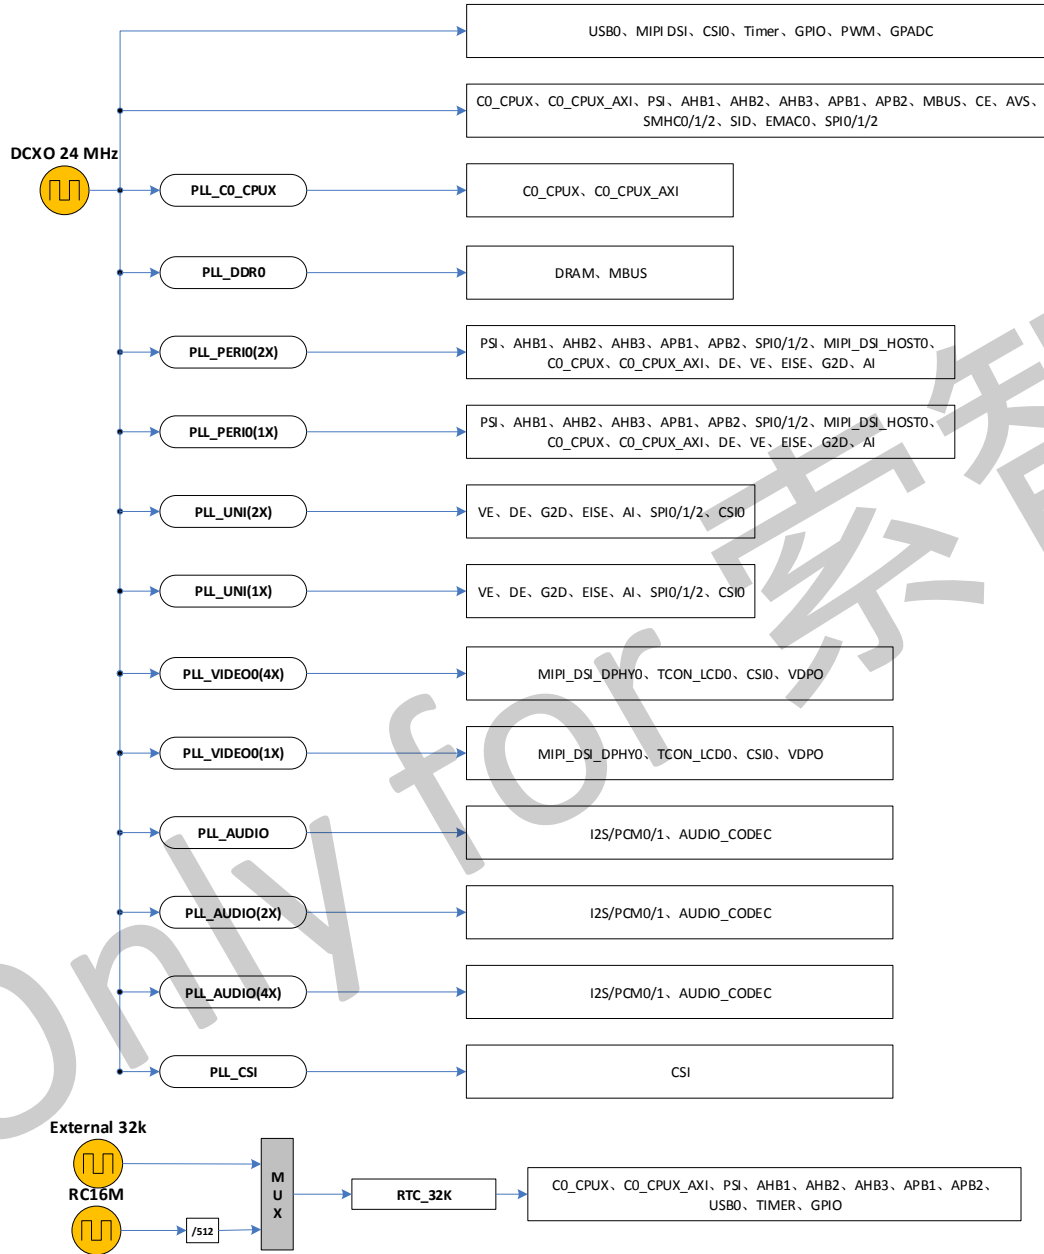 USB0、MIPI DSI、CSI0、Timer、GPIO、PWM、GPADC
C0_CPUX、C0_CPUX_AXI、PSI、AHB1、AHB2、AHB3、APB1、APB2、MBUS、CE、AVS、
SMHC0/1/2、SID、EMAC0、SPI0/1/2
DCXO 24 MHz
PLL_C0_CPUX
C0_CPUX、C0_CPUX_AXI
PLL_DDR0
DRAM、MBUS
PLL_PERI0(2X)
PSI、AHB1、AHB2、AHB3、APB1、APB2、SPI0/1/2、MIPI_DSI_HOST0、
C0_CPUX、C0_CPUX_AXI、DE、VE、EISE、G2D、AI
PLL_PERI0(1X)
PSI、AHB1、AHB2、AHB3、APB1、APB2、SPI0/1/2、MIPI_DSI_HOST0、
C0_CPUX、C0_CPUX_AXI、DE、VE、EISE、G2D、AI
PLL_UNI(2X)
VE、DE、G2D、EISE、AI、SPI0/1/2、CSI0
PLL_UNI(1X)
VE、DE、G2D、EISE、AI、SPI0/1/2、CSI0
PLL_VIDEO0(4X)
MIPI_DSI_DPHY0、TCON_LCD0、CSI0、VDPO
PLL_VIDEO0(1X)
MIPI_DSI_DPHY0、TCON_LCD0、CSI0、VDPO
PLL_AUDIO
I2S/PCM0/1、AUDIO_CODEC
PLL_AUDIO(2X)
I2S/PCM0/1、AUDIO_CODEC
PLL_AUDIO(4X)
I2S/PCM0/1、AUDIO_CODEC
PLL_CSI
CSI
External 32k
RC16M
/512
MUX
RTC_32K
C0_CPUX、C0_CPUX_AXI、PSI、AHB1、AHB2、AHB3、APB1、APB2、
USB0、TIMER、GPIO
Only for 索智